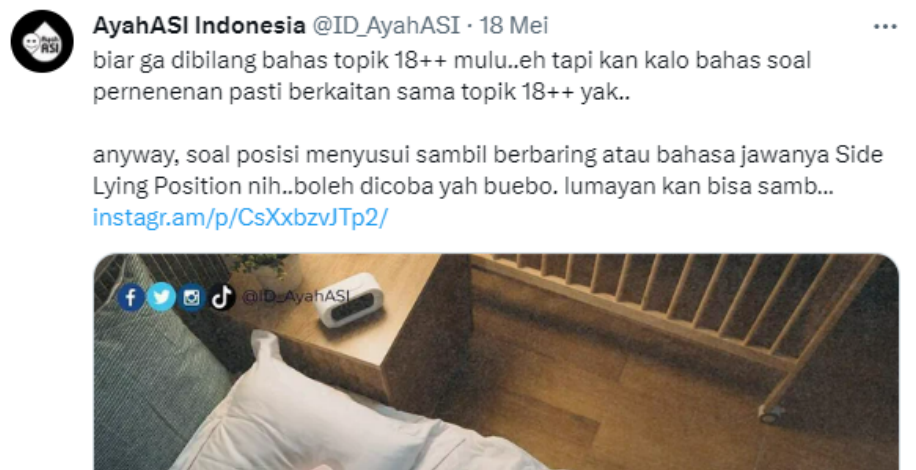 AyahASI Indonesia @ID_AyahASI · 18 Mei
biar ga dibilang bahas topik 18++ mulu..eh tapi kan kalo bahas soal
pernenenan pasti berkaitan sama topik 18++ yak..
anyway, soal posisi menyusui sambil berbaring atau bahasa jawanya Side
Lying Position nih..boleh dicoba yah buebo. lumayan kan bisa samb...
instagr.am/p/CsXxbzvJTp2/
@ID_AyahASI